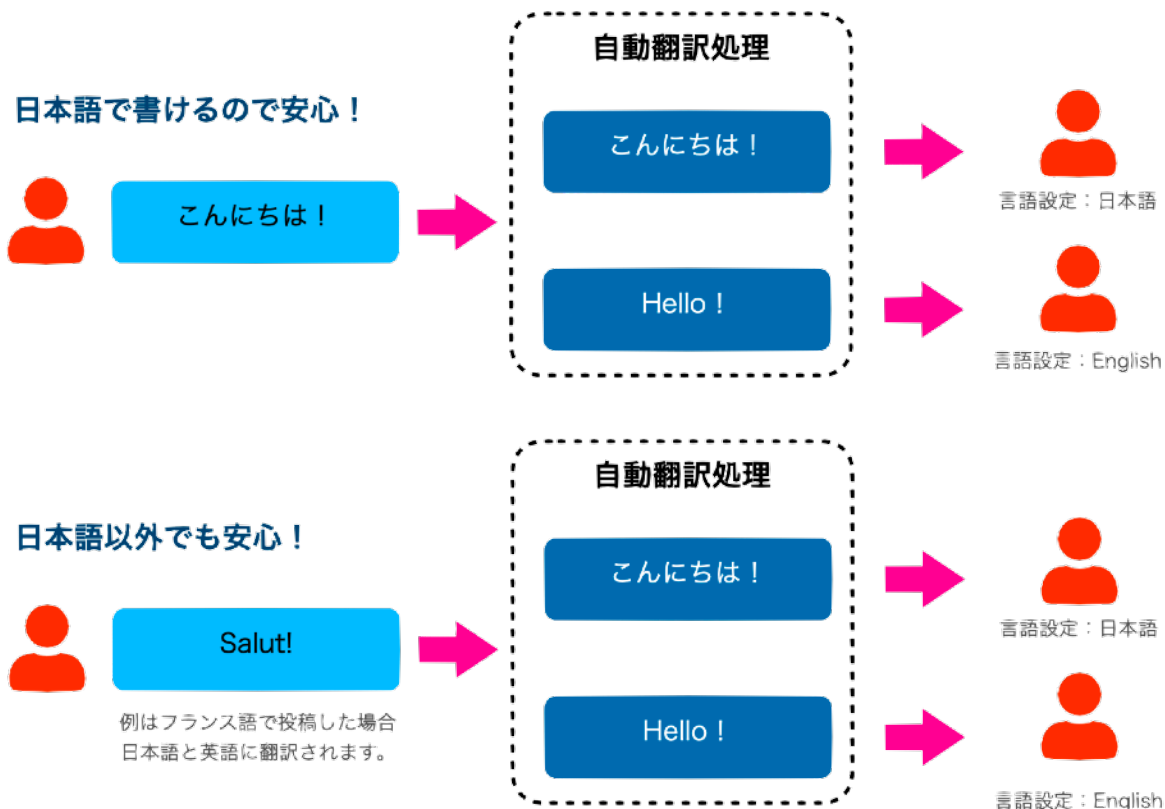 自動翻訳処理
日本語で書けるので安心！
こんにちは！
こんにちは！
言語設定：日本語
Hello！
言語設定：English
自動翻訳処理
日本語以外でも安心！
こんにちは！
言語設定：日本語
Salut!
例はフランス語で投稿した場合
日本語と英語に翻訳されます。
Hello！
言語設定：English